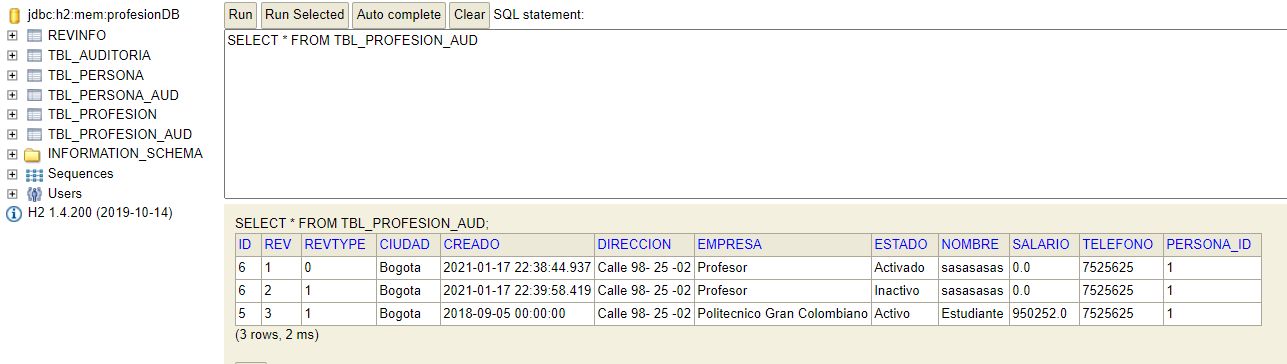 jdbc:h2:mem:profesionDB
REVINFO
TBL_AUDITORIA
TBL_PERSONA
TBL_PERSONA_AUD
TBL_PROFESION
TBL_PROFESION_AUD
INFORMATION_SCHEMA
Sequences
Users
H2 1.4.200 (2019-10-14)
Run Run Selected Auto complete Clear SQL statement:
SELECT * FROM TBL_PROFESION_AUD
SELECT * FROM TBL_PROFESION_AUD;
ID REV REVTYPE CIUDAD CREADO DIRECCION EMPRESA ESTADO NOMBRE SALARIO TELEFONO PERSONA_ID
6 1 0 Bogota 2021-01-17 22:38:44.937 Calle 98- 25 -02 Profesor Activado sasasasas 0.0 7525625 1
6 2 1 Bogota 2021-01-17 22:39:58.419 Calle 98- 25 -02 Profesor Inactivo sasasasas 0.0 7525625 1
5 3 1 Bogota 2018-09-05 00:00:00 Calle 98- 25 -02 Politecnico Gran Colombiano Activo Estudiante 950252.0 7525625 1
(3 rows, 2 ms)